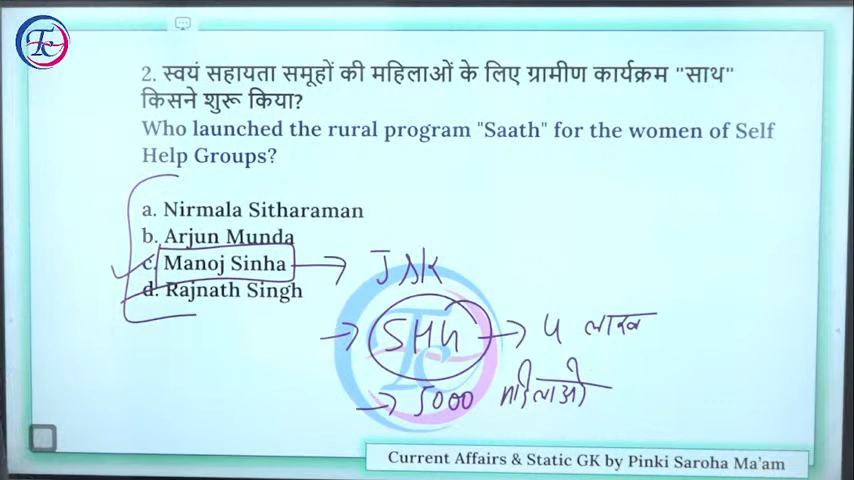 TC
2. स्वयं सहायता समूहों की महिलाओं के लिए ग्रामीण कार्यक्रम "साथ"
किसने शुरू किया?
Who launched the rural program "Saath" for the women of Self
Help Groups?
a. Nirmala Sitharaman
b. Arjun Munda
c. Manoj Sinha → J&K
d. Rajnath Singh
→ SHG → 5 लाख
→ 5000 महिलाओं
Current Affairs & Static GK by Pinki Saroha Ma'am